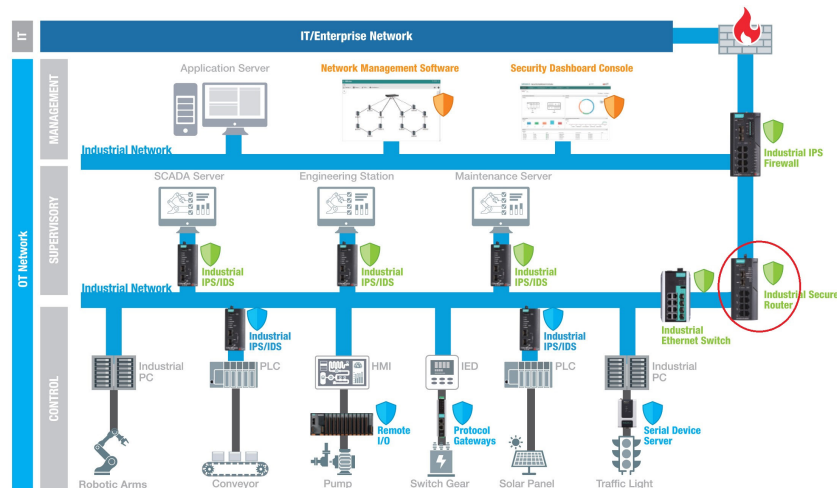 IT
IT/Enterprise Network
OT Network
MANAGEMENT
Application Server
Network Management Software
Security Dashboard Console
Industrial Network
Industrial IPS
Firewall
SUPERVISORY
SCADA Server
Engineering Station
Maintenance Server
Industrial
IPS/IDS
Industrial
IPS/IDS
Industrial
IPS/IDS
Industrial Network
Industrial
Ethernet Switch
Industrial Secure
Router
CONTROL
Industrial
PC
Industrial
IPS/IDS
PLC
HMI
IED
Industrial
IPS/IDS
PLC
Industrial
PC
Remote
I/O
Protocol
Gateways
Serial Device
Server
Robotic Arms
Conveyor
Pump
Switch Gear
Solar Panel
Traffic Light